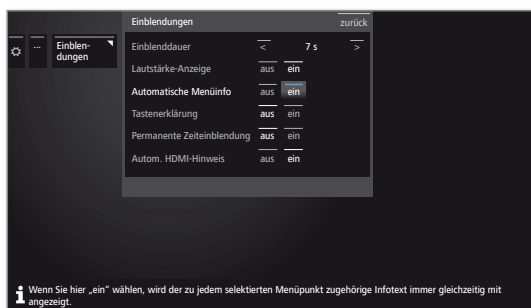 Einblendungen zurück
... Einblen-
dungen
Einblenddauer < 7 s >
Lautstärke-Anzeige aus ein
Automatische Menüinfo aus ein
Tastenerklärung aus ein
Permanente Zeiteinblendung aus ein
Autom. HDMI-Hinweis aus ein
i Wenn Sie hier „ein“ wählen, wird der zu jedem selektierten Menüpunkt zugehörige Infotext immer gleichzeitig mit
angezeigt.